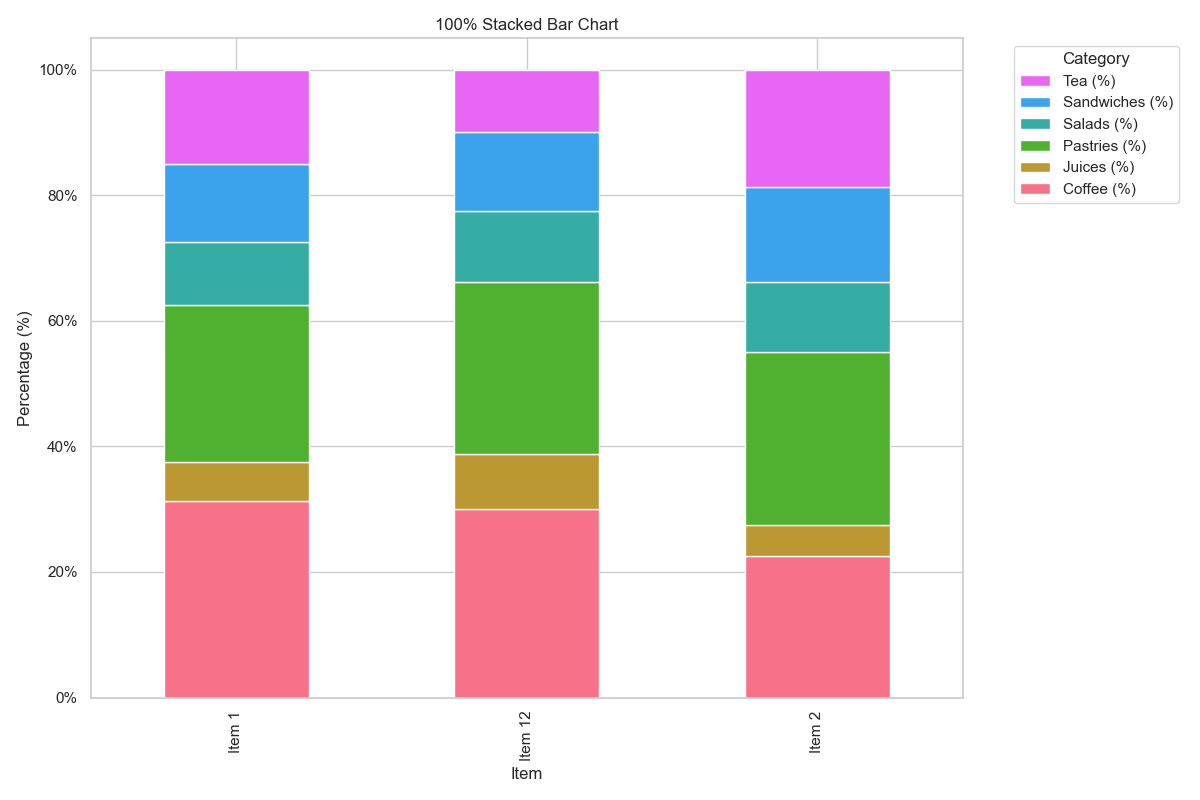 100% Stacked Bar Chart
Category
Tea (%)
Sandwiches (%)
Salads (%)
Pastries (%)
Juices (%)
Coffee (%)
100%
80%
60%
40%
20%
0%
Percentage (%)
Item 1
Item 12
Item 2
Item